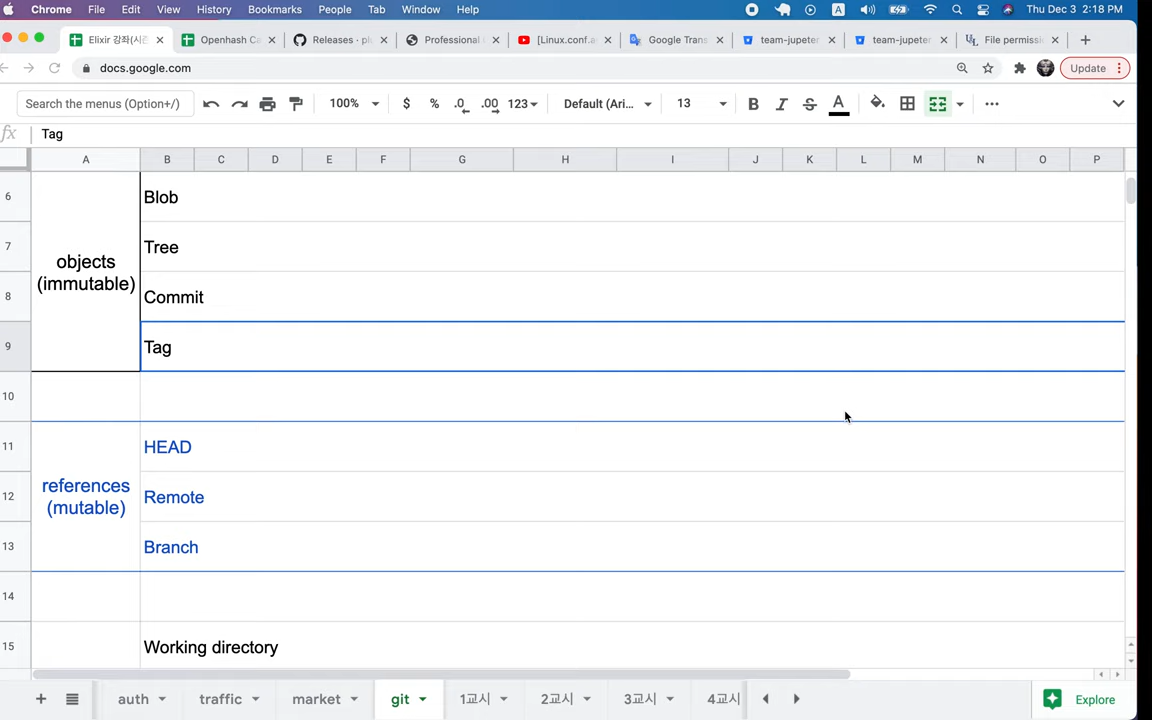 Chrome File Edit View History Bookmarks People Tab Window Help A Thu Dec 3 2:18 PM
Elixir 강좌(시즌 Openhash Ca Releases · plu Professional [Linux.conf.a Google Trans team-jupeter team-jupeter File permissi
docs.google.com Update
Search the menus (Option+/) 100% $ % .0 .00 123 Default (Ari... 13 B I S A
fx Tag
A B C D E F G H I J K L M N O P
6 Blob
7 Tree
objects
(immutable)
8 Commit
9 Tag
10
11 HEAD
references
(mutable)
12 Remote
13 Branch
14
15 Working directory
auth traffic market git 1교시 2교시 3교시 4교시 Explore